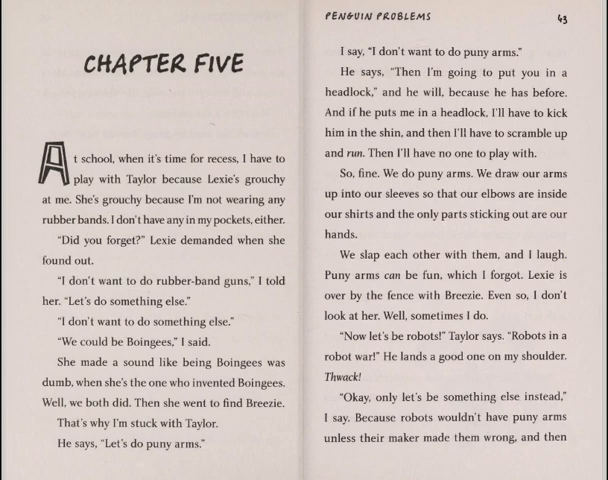 CHAPTER FIVE
At school, when it's time for recess, I have to
play with Taylor because Lexie's grouchy
at me. She's grouchy because I'm not wearing any
rubber bands. I don't have any in my pockets, either.
"Did you forget?" Lexie demanded when she
found out.
"I don't want to do rubber-band guns," I told
her. "Let's do something else."
"I don't want to do something else."
"We could be Boingees," I said.
She made a sound like being Boingees was
dumb, when she's the one who invented Boingees.
Well, we both did. Then she went to find Breezie.
That's why I'm stuck with Taylor.
He says, "Let's do puny arms."
PENGUIN PROBLEMS 43
I say, "I don't want to do puny arms."
He says, "Then I'm going to put you in a
headlock," and he will, because he has before.
And if he puts me in a headlock, I'll have to kick
him in the shin, and then I'll have to scramble up
and run. Then I'll have no one to play with.
So, fine. We do puny arms. We draw our arms
up into our sleeves so that our elbows are inside
our shirts and the only parts sticking out are our
hands.
We slap each other with them, and I laugh.
Puny arms can be fun, which I forgot. Lexie is
over by the fence with Breezie. Even so, I don't
look at her. Well, sometimes I do.
"Now let's be robots!" Taylor says. "Robots in a
robot war!" He lands a good one on my shoulder.
Thwack!
"Okay, only let's be something else instead,"
I say. Because robots wouldn't have puny arms
unless their maker made them wrong, and then